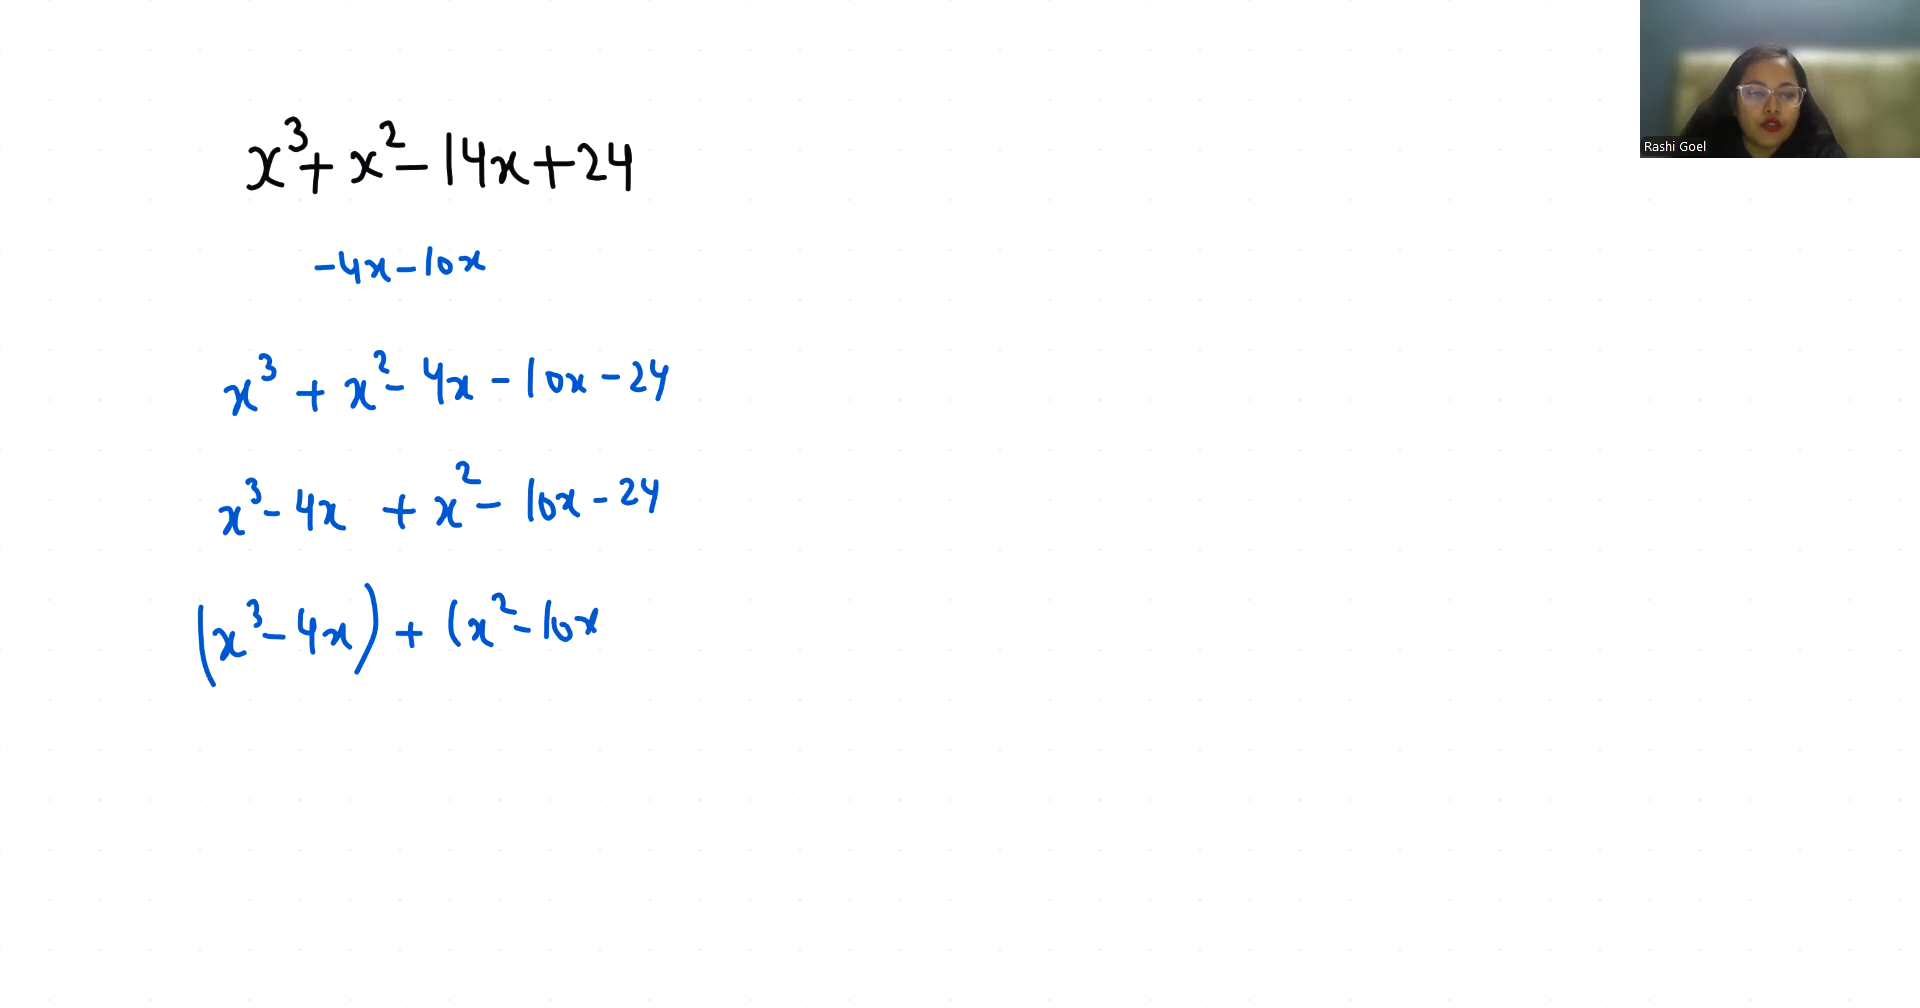 x³ + x² - 14x + 24
Rashi Goel
-4x - 10x
x³ + x² - 4x - 10x - 24
x³ - 4x + x² - 10x - 24
(x³ - 4x) + (x² - 10x